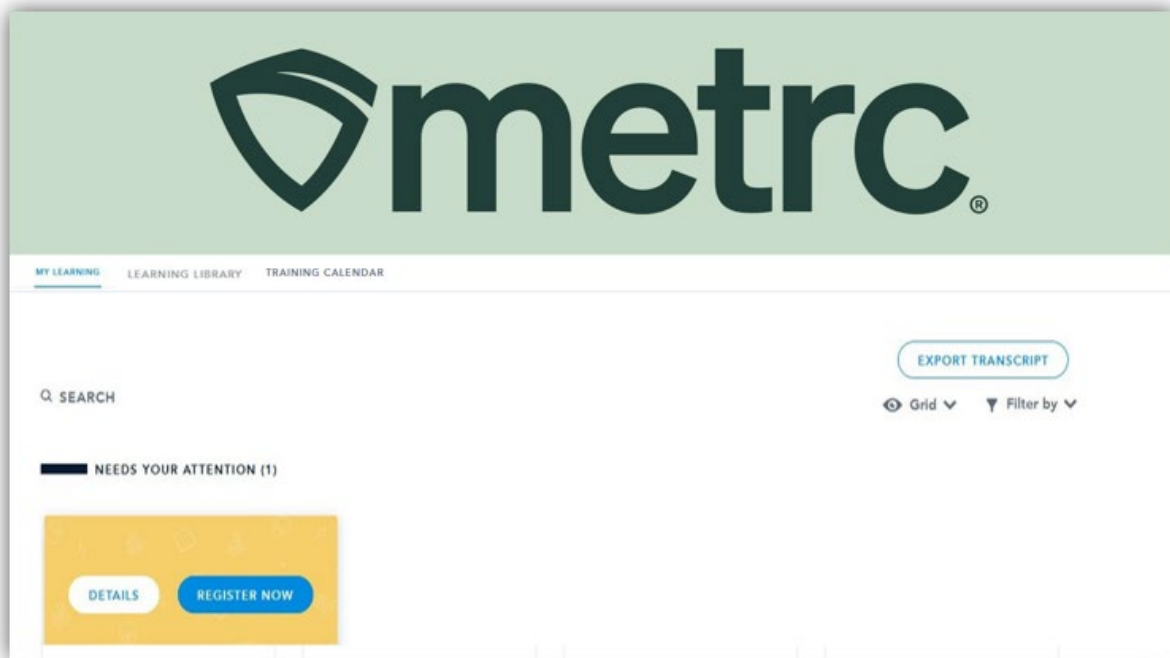 metrc®
MY LEARNING LEARNING LIBRARY TRAINING CALENDAR
EXPORT TRANSCRIPT
SEARCH
Grid Filter by
NEEDS YOUR ATTENTION (1)
DETAILS REGISTER NOW